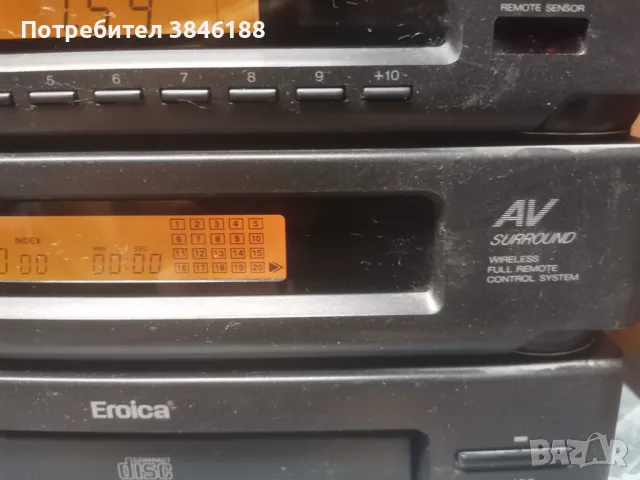 Потребител 3846188
154
REMOTE SENSOR
5 6 7 8 9 +10
AV
SURROUND
WIRELESS
FULL REMOTE
CONTROL SYSTEM
INDEX MIN SEC
00 00:00
1 2 3 4 5
6 7 8 9 10
11 12 13 14 15
16 17 18 19 20
Eroica
COMPACT
disc
BAZAR